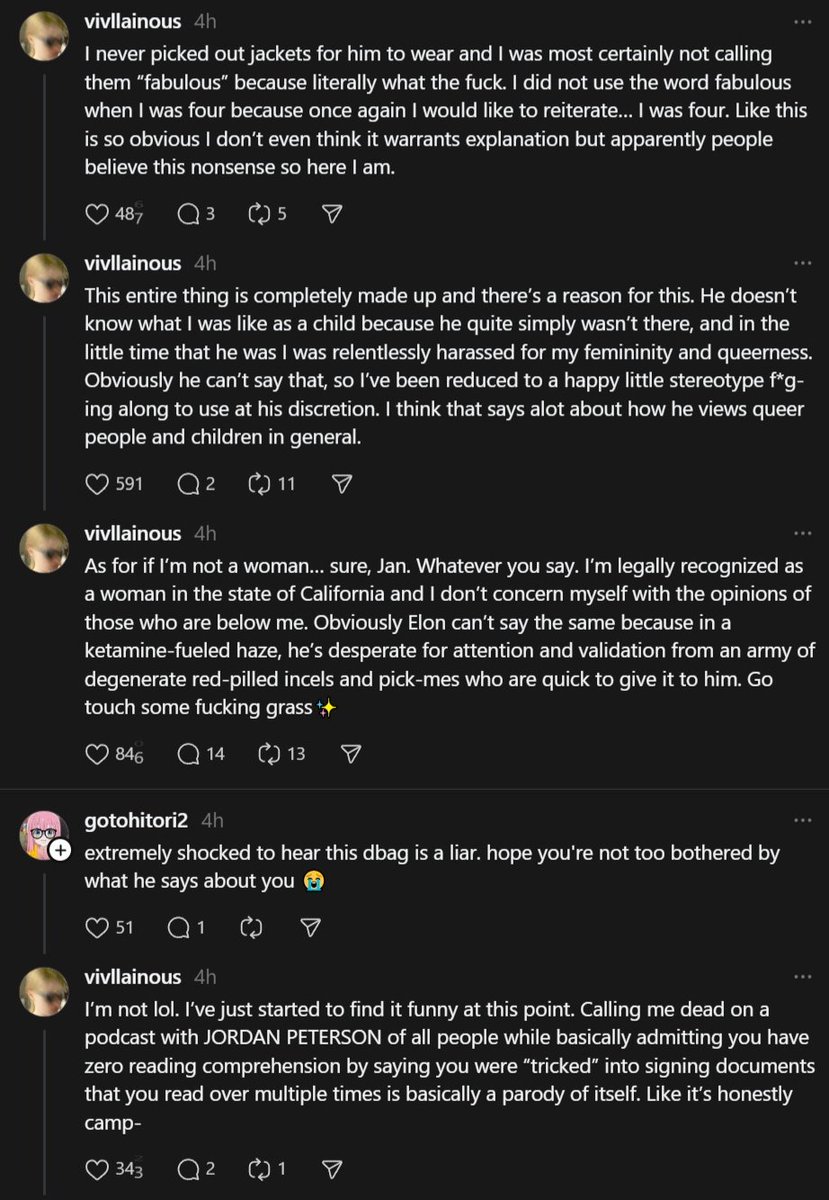 vivllainous 4h
I never picked out jackets for him to wear and I was most certainly not calling
them “fabulous” because literally what the fuck. I did not use the word fabulous
when I was four because once again I would like to reiterate... I was four. Like this
is so obvious I don’t even think it warrants explanation but apparently people
believe this nonsense so here I am.
487 3 5
vivllainous 4h
This entire thing is completely made up and there’s a reason for this. He doesn’t
know what I was like as a child because he quite simply wasn’t there, and in the
little time that he was I was relentlessly harassed for my femininity and queerness.
Obviously he can’t say that, so I’ve been reduced to a happy little stereotype f*g-
ing along to use at his discretion. I think that says alot about how he views queer
people and children in general.
591 2 11
vivllainous 4h
As for if I’m not a woman... sure, Jan. Whatever you say. I’m legally recognized as
a woman in the state of California and I don’t concern myself with the opinions of
those who are below me. Obviously Elon can’t say the same because in a
ketamine-fueled haze, he’s desperate for attention and validation from an army of
degenerate red-pilled incels and pick-mes who are quick to give it to him. Go
touch some fucking grass✨
846 14 13
gotohitori2 4h
extremely shocked to hear this dbag is a liar. hope you're not too bothered by
what he says about you 😭
51 1
vivllainous 4h
I’m not lol. I’ve just started to find it funny at this point. Calling me dead on a
podcast with JORDAN PETERSON of all people while basically admitting you have
zero reading comprehension by saying you were “tricked” into signing documents
that you read over multiple times is basically a parody of itself. Like it’s honestly
camp-
343 2 1